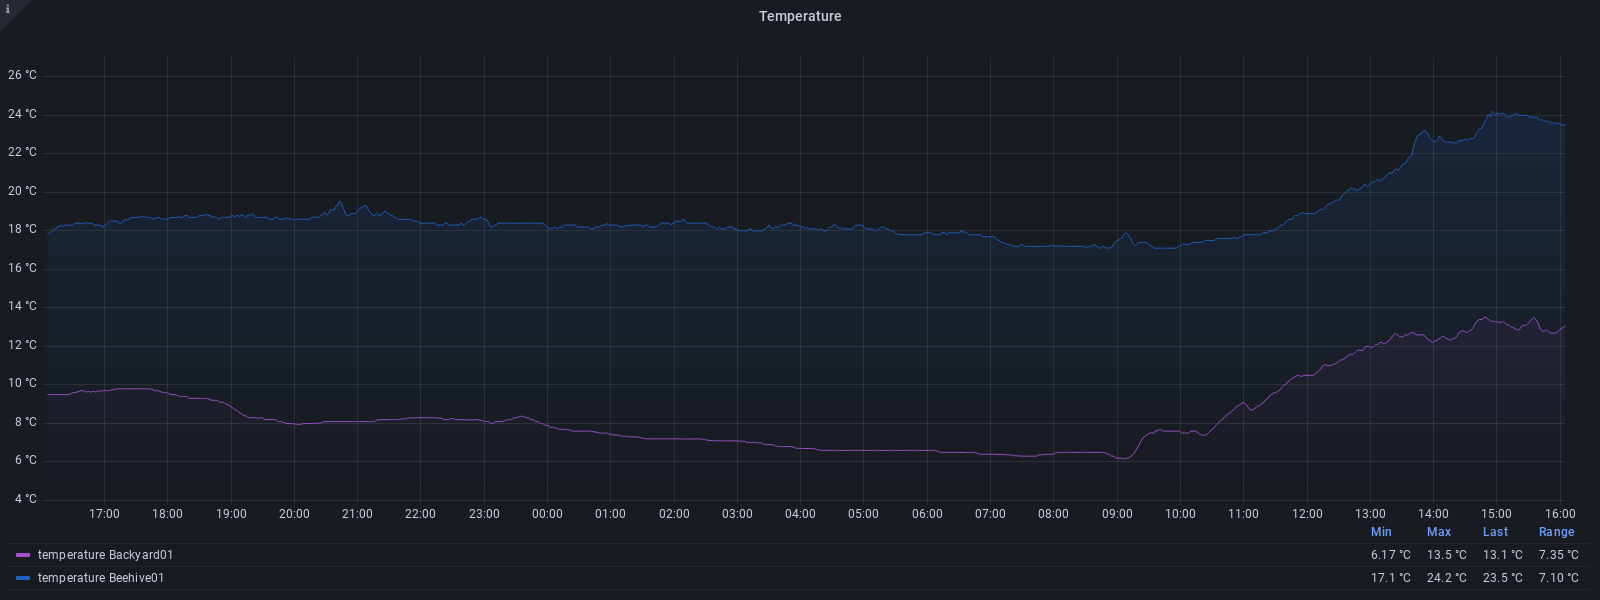 i
Temperature
26 °C
24 °C
22 °C
20 °C
18 °C
16 °C
14 °C
12 °C
10 °C
8 °C
6 °C
4 °C
17:00 18:00 19:00 20:00 21:00 22:00 23:00 00:00 01:00 02:00 03:00 04:00 05:00 06:00 07:00 08:00 09:00 10:00 11:00 12:00 13:00 14:00 15:00 16:00
Min Max Last Range
temperature Backyard01 6.17 °C 13.5 °C 13.1 °C 7.35 °C
temperature Beehive01 17.1 °C 24.2 °C 23.5 °C 7.10 °C